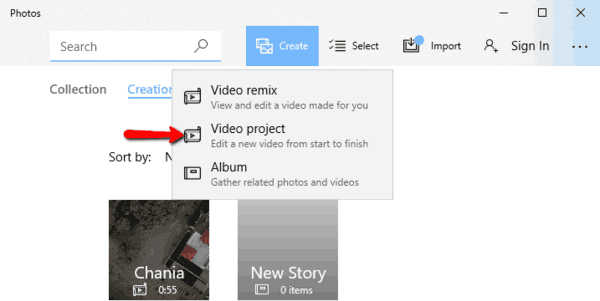 Photos
Search
Create
Select
Import
Sign In
Collection
Creation
Video remix
View and edit a video made for you
Video project
Edit a new video from start to finish
Album
Gather related photos and videos
Sort by: N
Chania
0:55
New Story
0 items